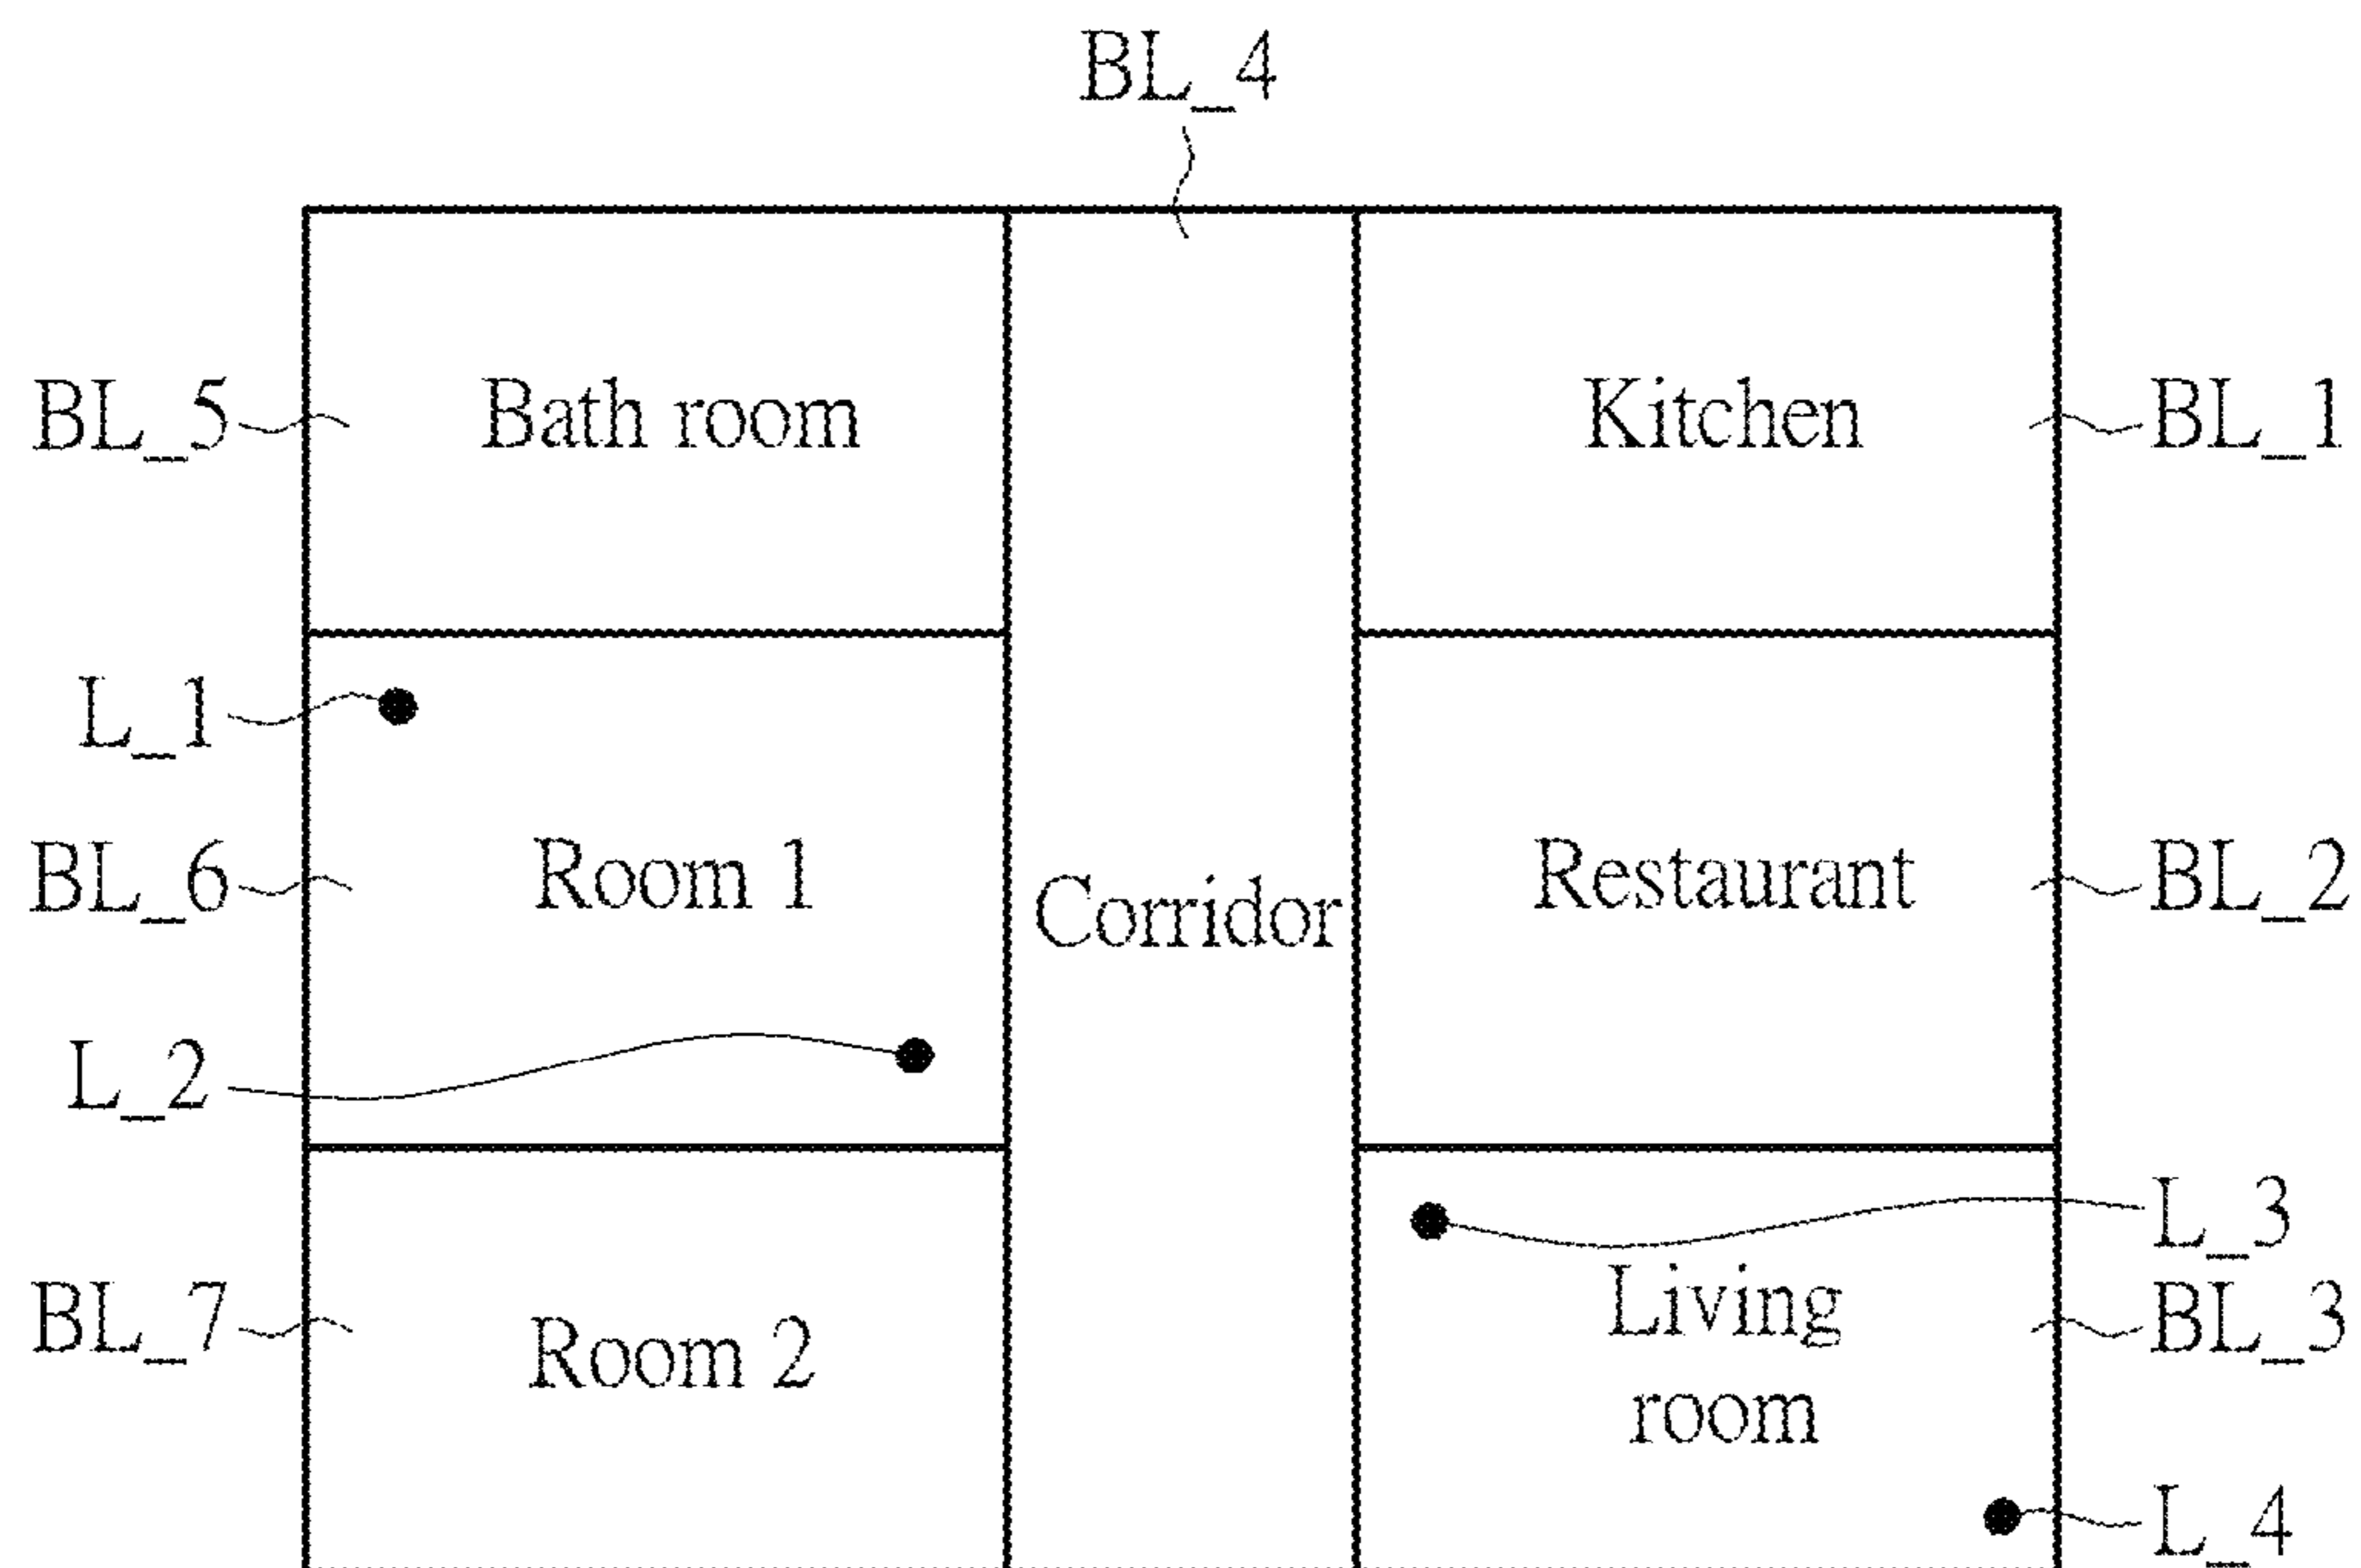 BL_4
BL_5
Bath room
Kitchen
BL_1
L_1
BL_6
Room 1
Corridor
Restaurant
BL_2
L_2
L_3
BL_7
Room 2
Living
room
BL_3
L_4